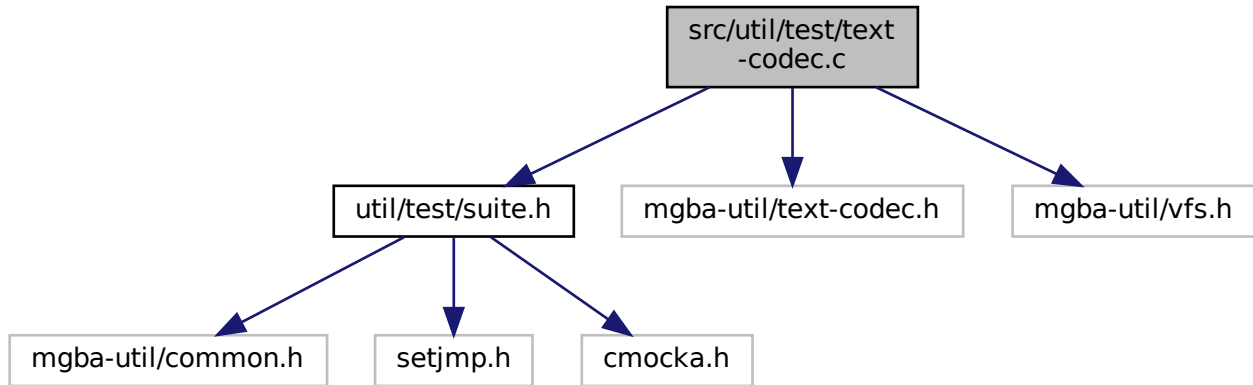 src/util/test/text
-codec.c
util/test/suite.h
mgba-util/text-codec.h
mgba-util/vfs.h
mgba-util/common.h
setjmp.h
cmocka.h